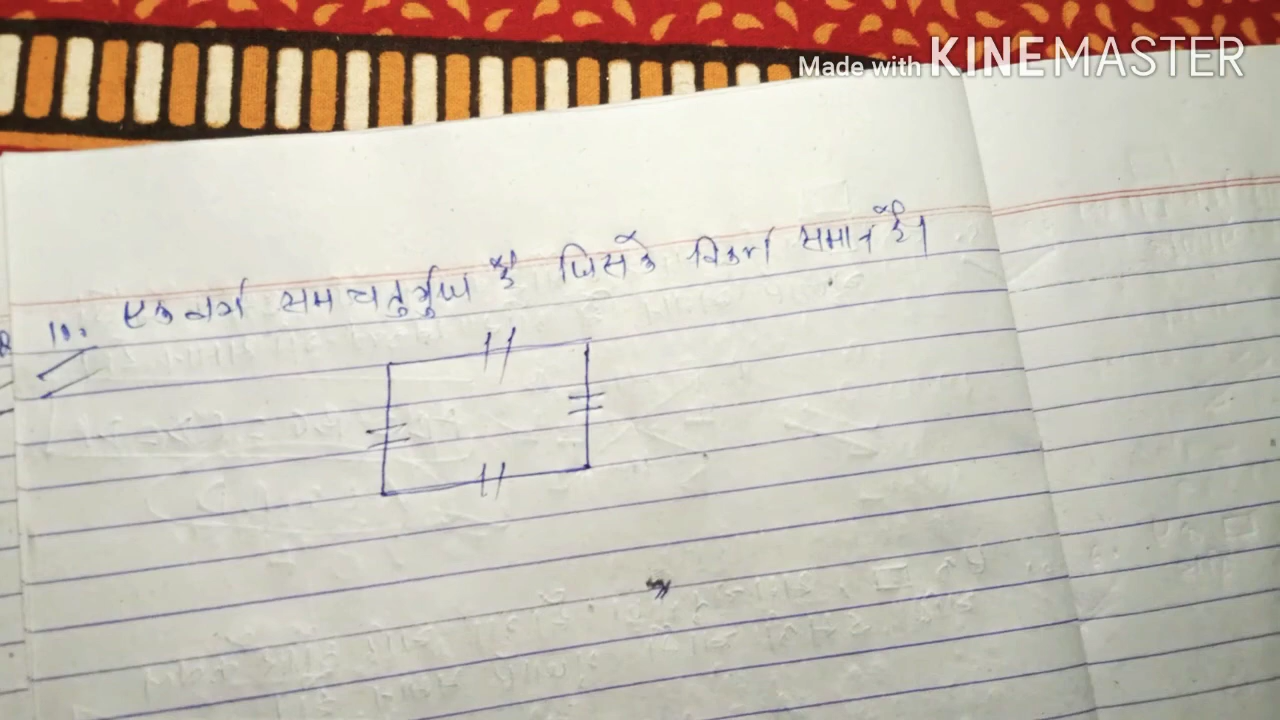 Made with KINEMASTER
10. एक वर्ग समचतुर्भुज है जिसके विकर्ण समान है।